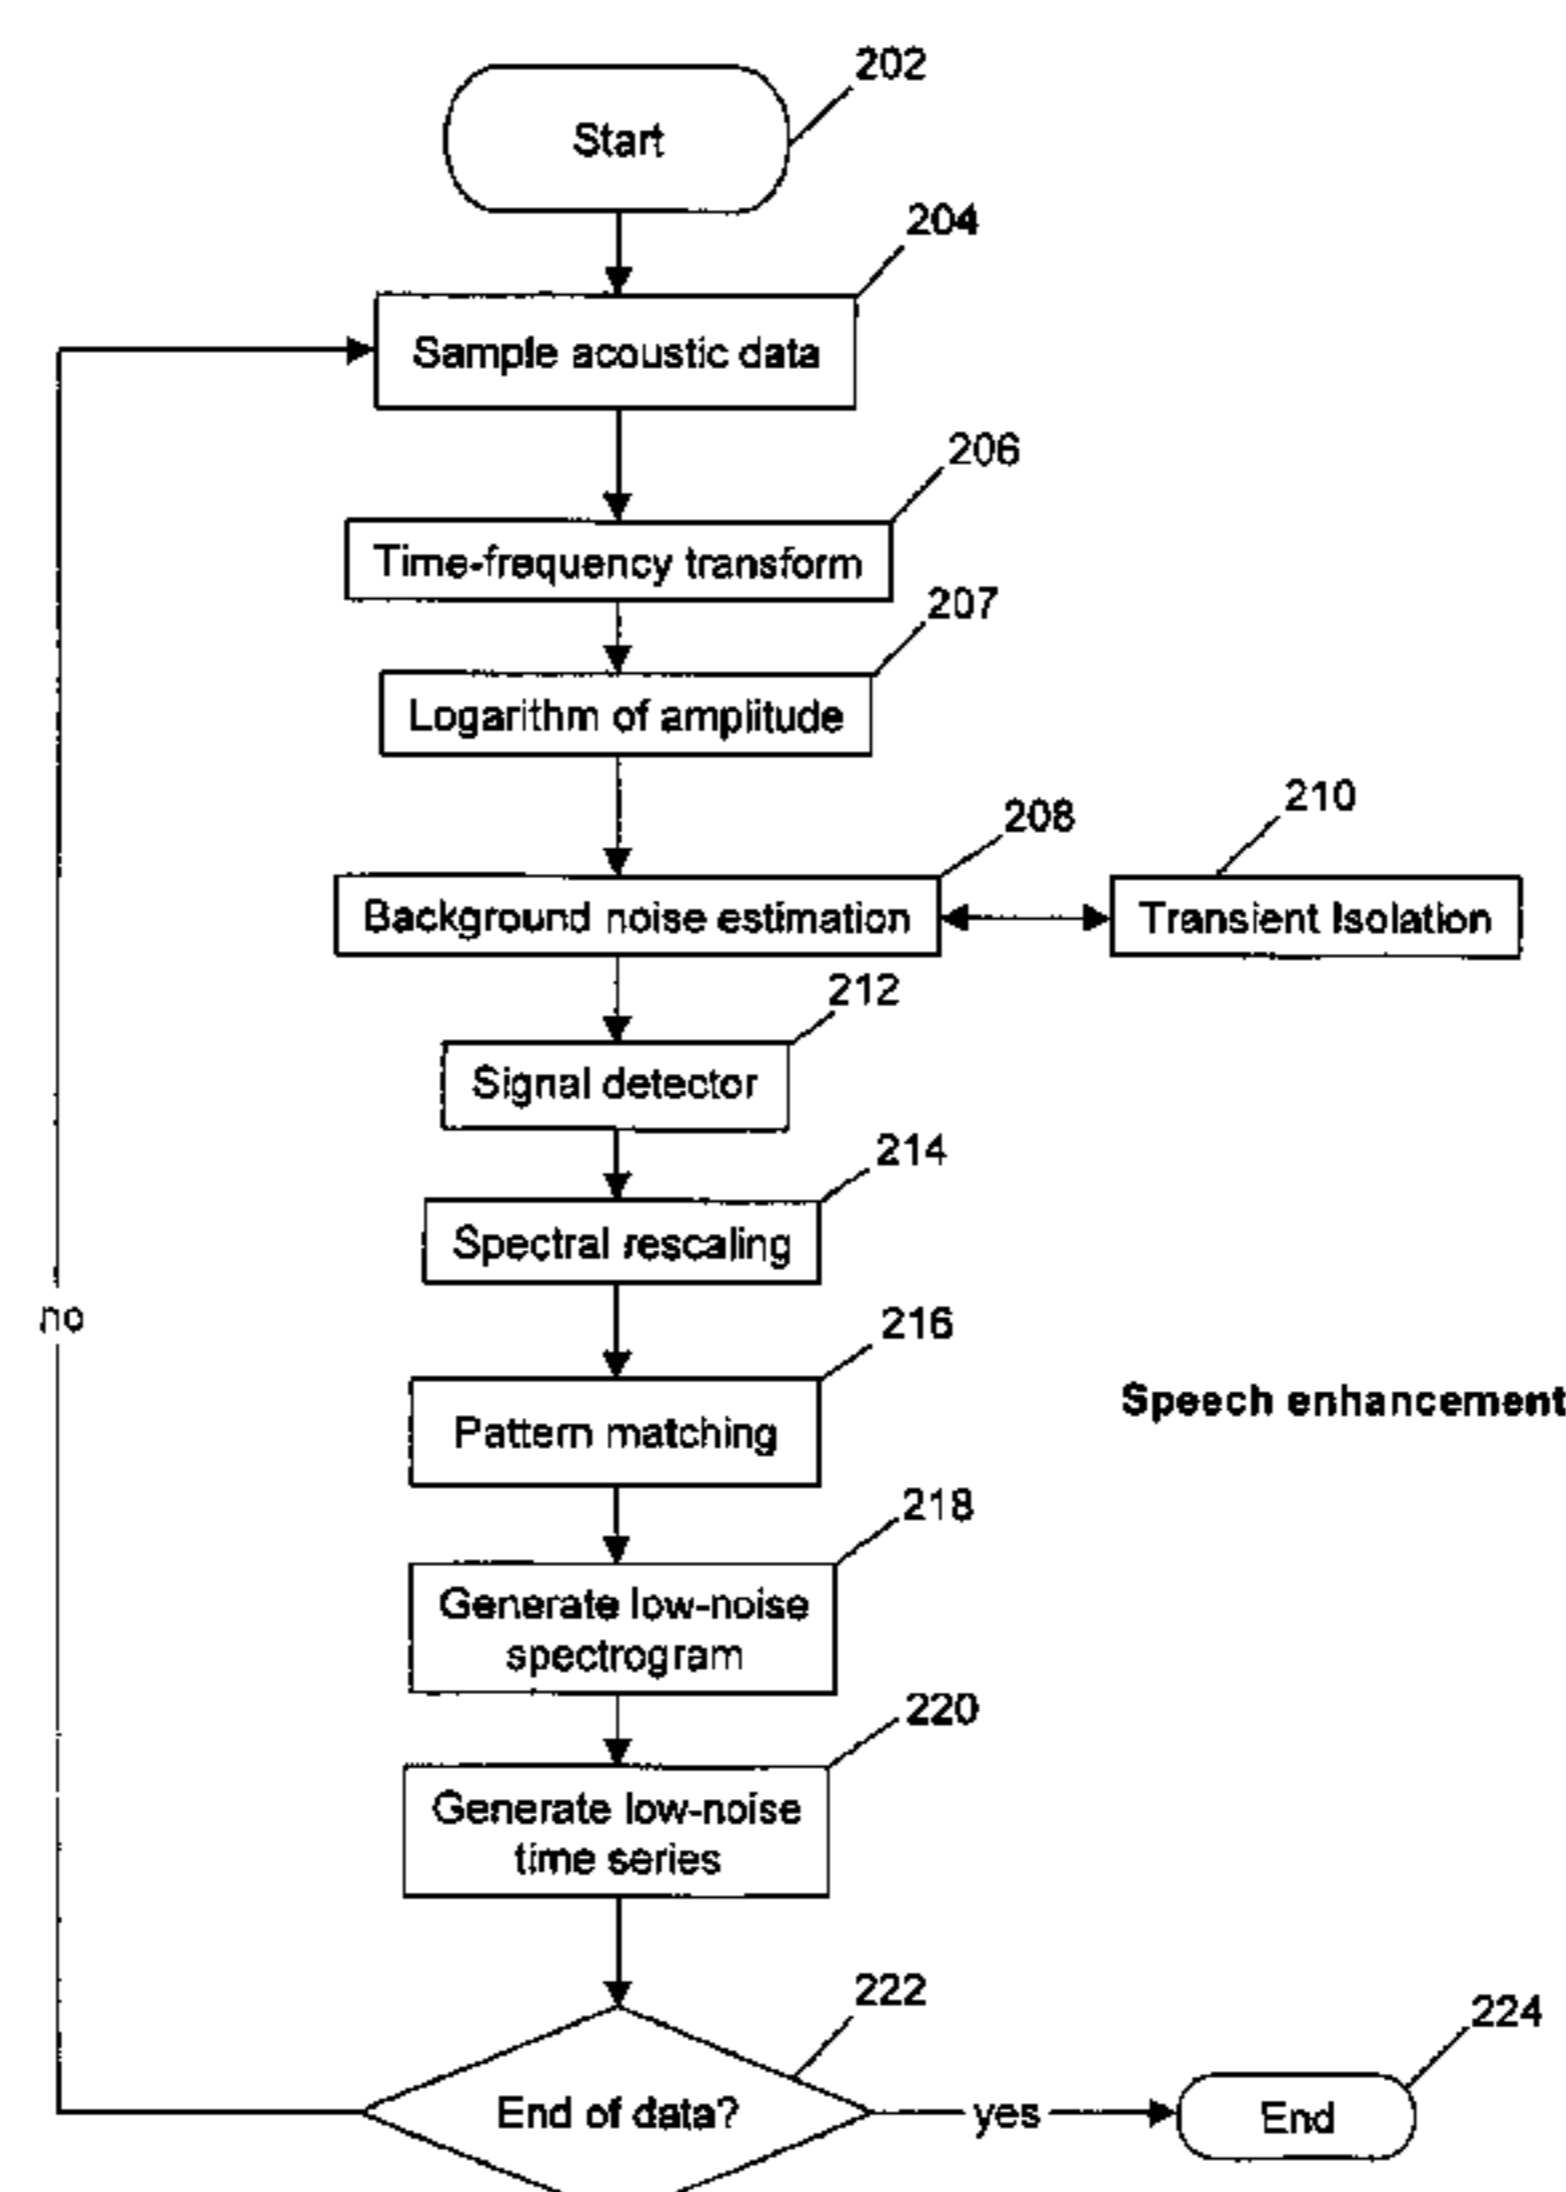 202
Start
204
Sample acoustic data
206
Time-frequency transform
207
Logarithm of amplitude
208
210
Background noise estimation
Transient Isolation
212
Signal detector
214
Spectral rescaling
no
216
Speech enhancement
Pattern matching
218
Generate low-noise
spectrogram
220
Generate low-noise
time series
222
224
End of data?
yes
End